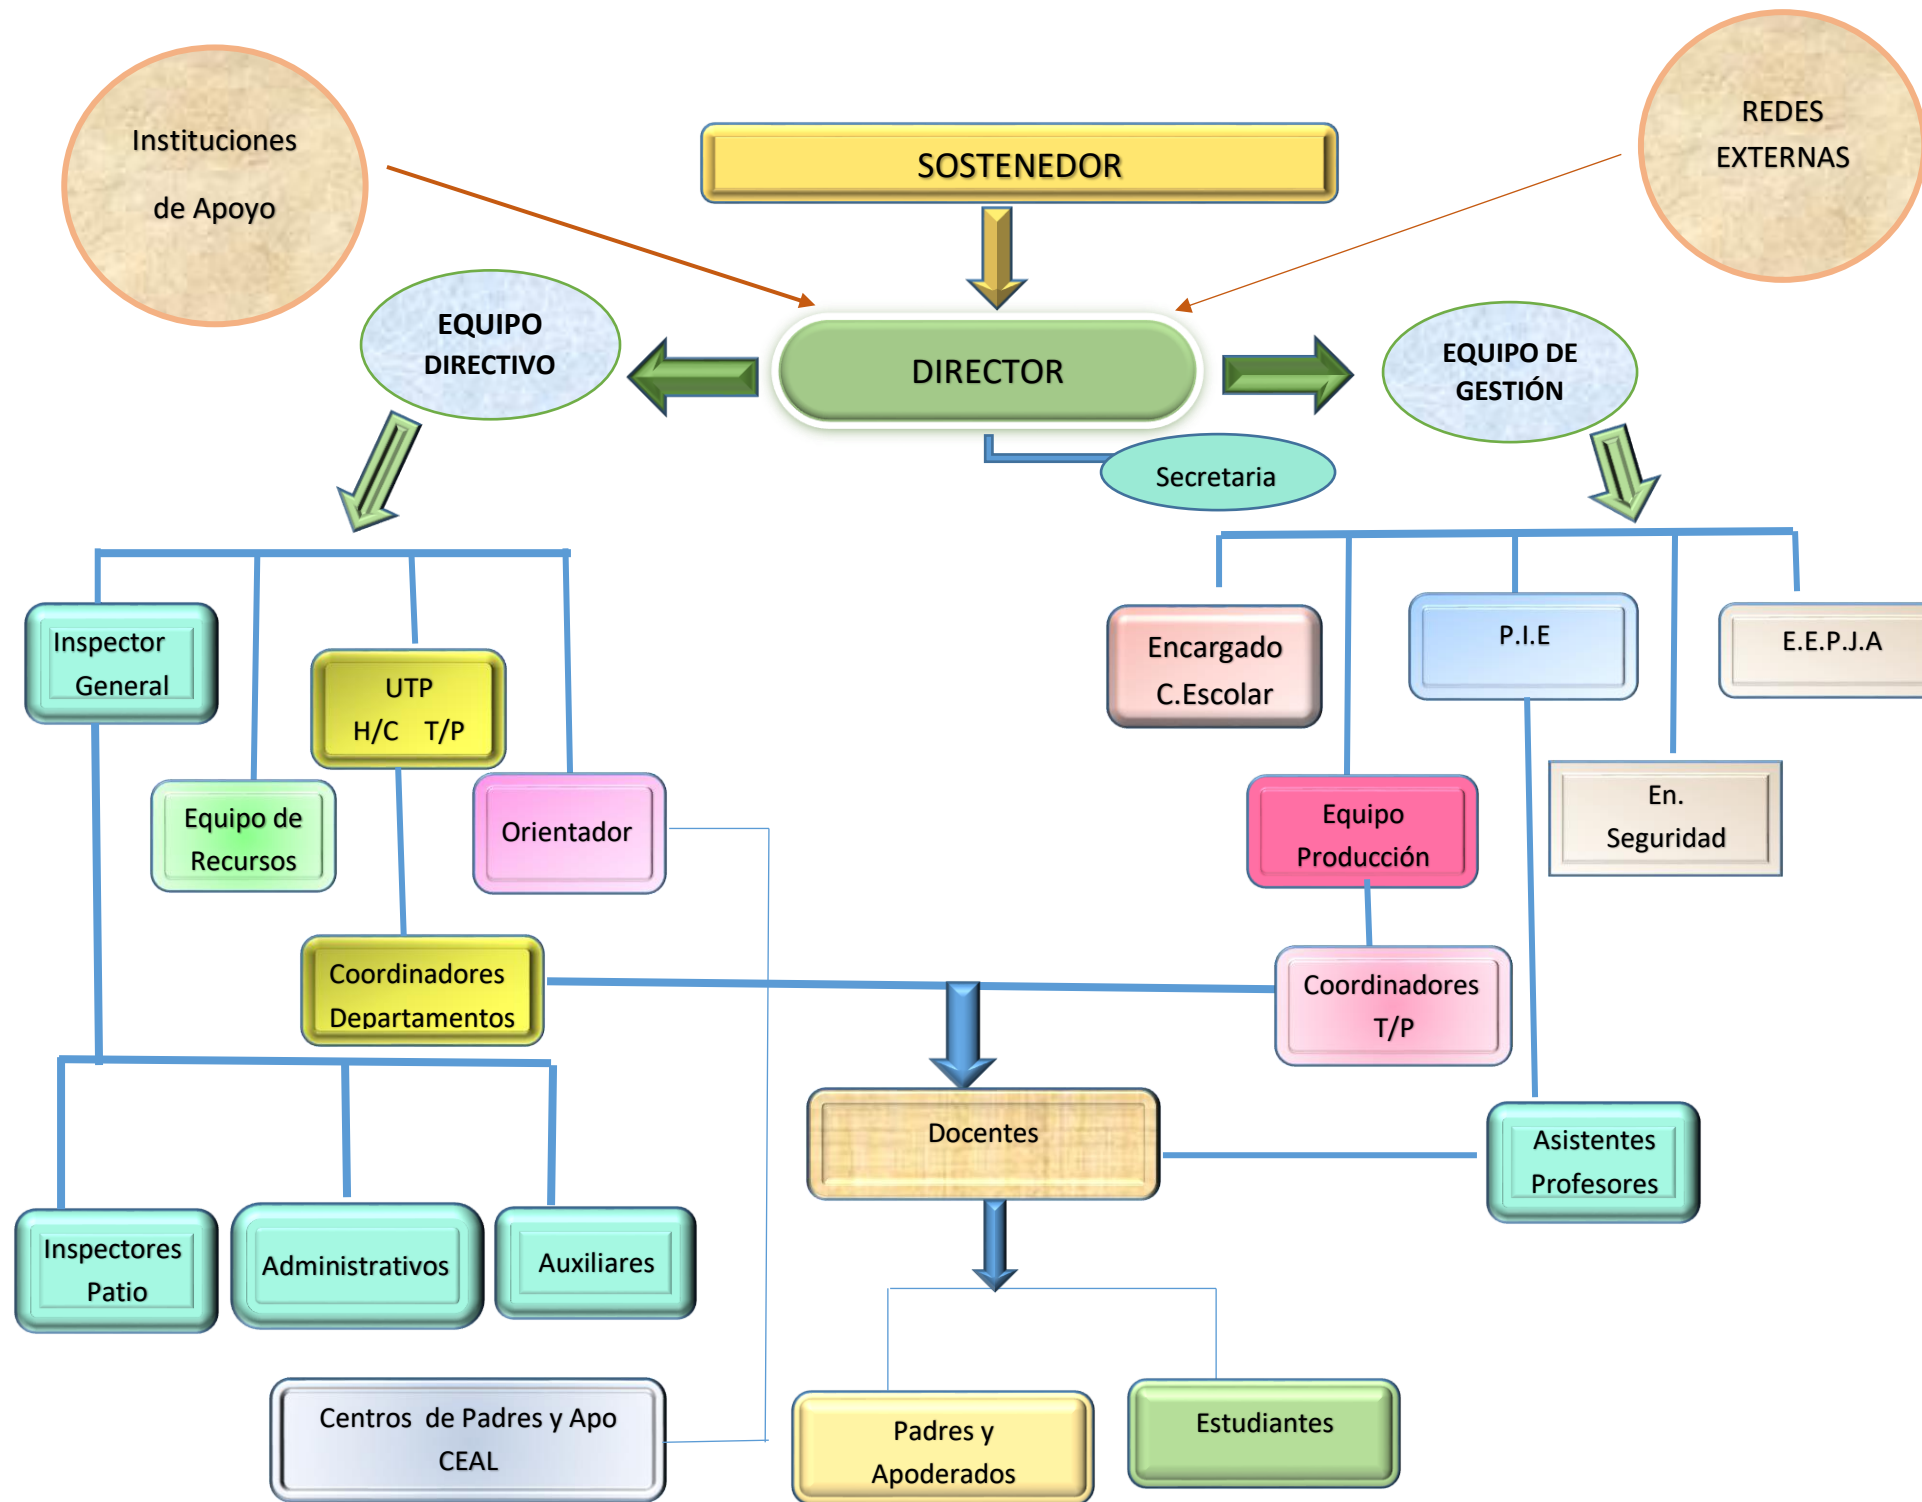 Instituciones
de Apoyo
REDES
EXTERNAS
SOSTENEDOR
EQUIPO
DIRECTIVO
DIRECTOR
EQUIPO DE
GESTIÓN
Secretaria
Inspector
General
UTP
H/C T/P
Equipo de
Recursos
Orientador
Encargado
C.Escolar
P.I.E
E.E.P.J.A
Equipo
Producción
En.
Seguridad
Coordinadores
Departamentos
Coordinadores
T/P
Docentes
Asistentes
Profesores
Inspectores
Patio
Administrativos
Auxiliares
Centros de Padres y Apo
CEAL
Padres y
Apoderados
Estudiantes